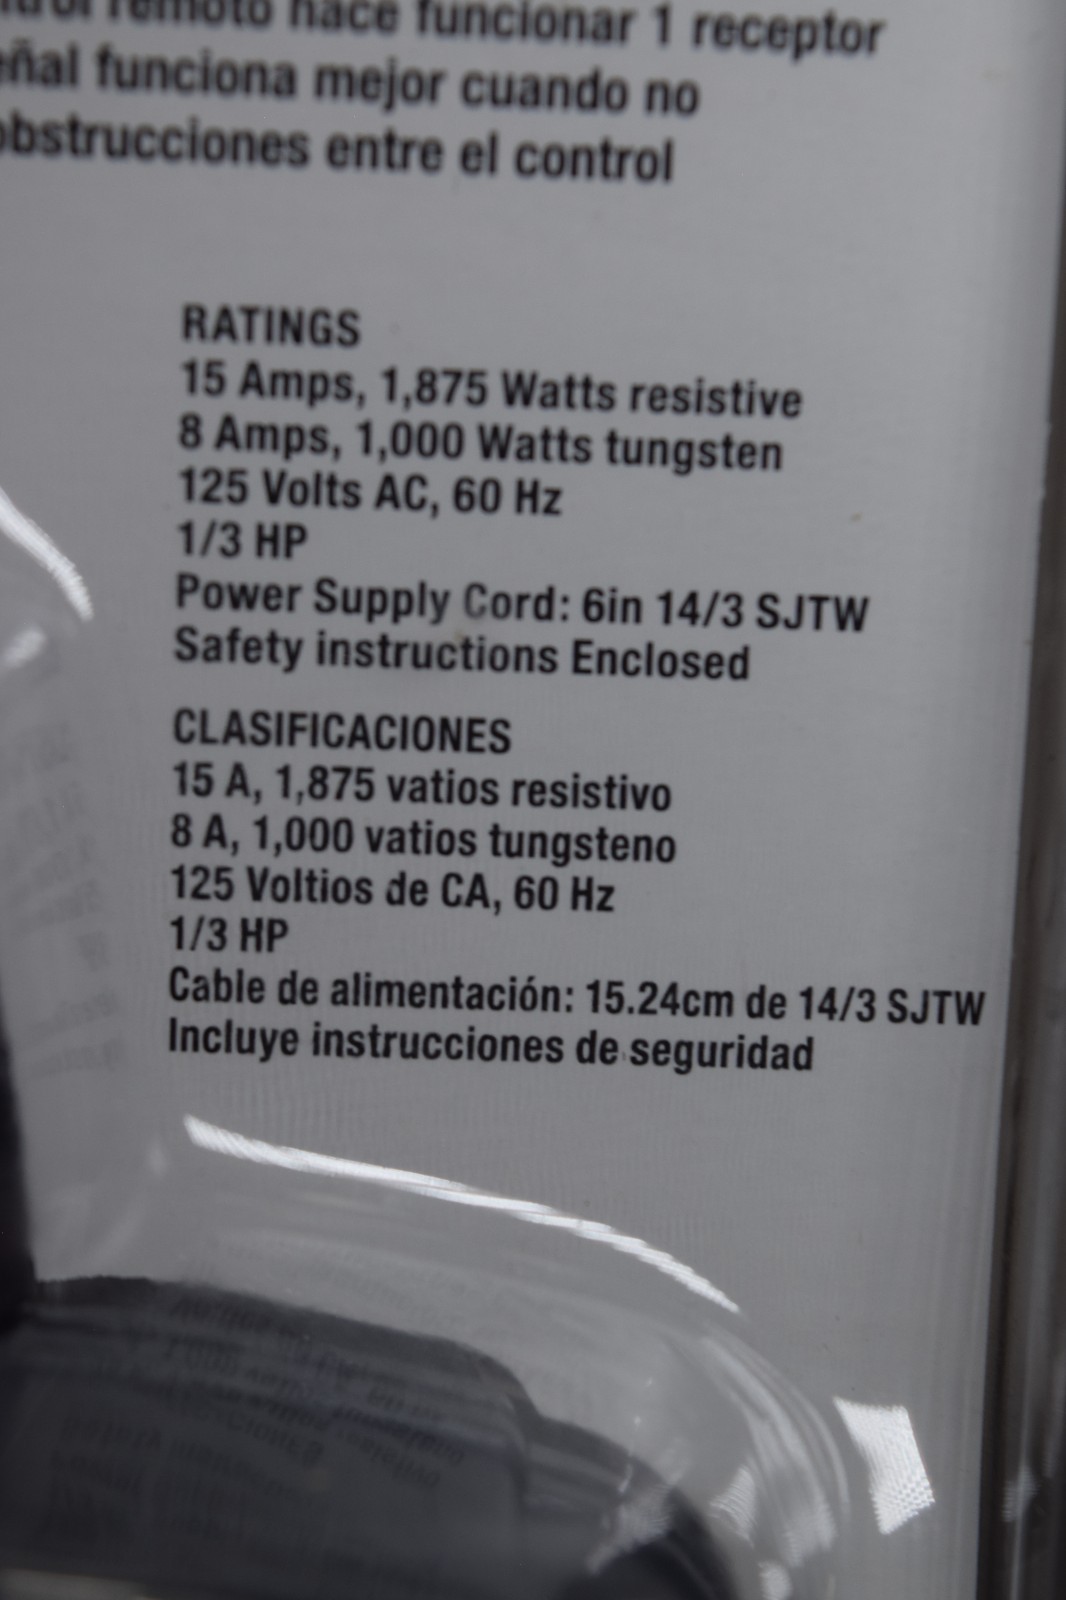 remoto hace funcionar 1 receptor
funciona mejor cuando no
obstrucciones entre el control
RATINGS
15 Amps, 1,875 Watts resistive
8 Amps, 1,000 Watts tungsten
125 Volts AC, 60 Hz
1/3 HP
Power Supply Cord: 6in 14/3 SJTW
Safety instructions Enclosed
CLASIFICACIONES
15 A, 1,875 vatios resistivo
8 A, 1,000 vatios tungsteno
125 Voltios de CA, 60 Hz
1/3 HP
Cable de alimentación: 15.24cm de 14/3 SJTW
Incluye instrucciones de seguridad